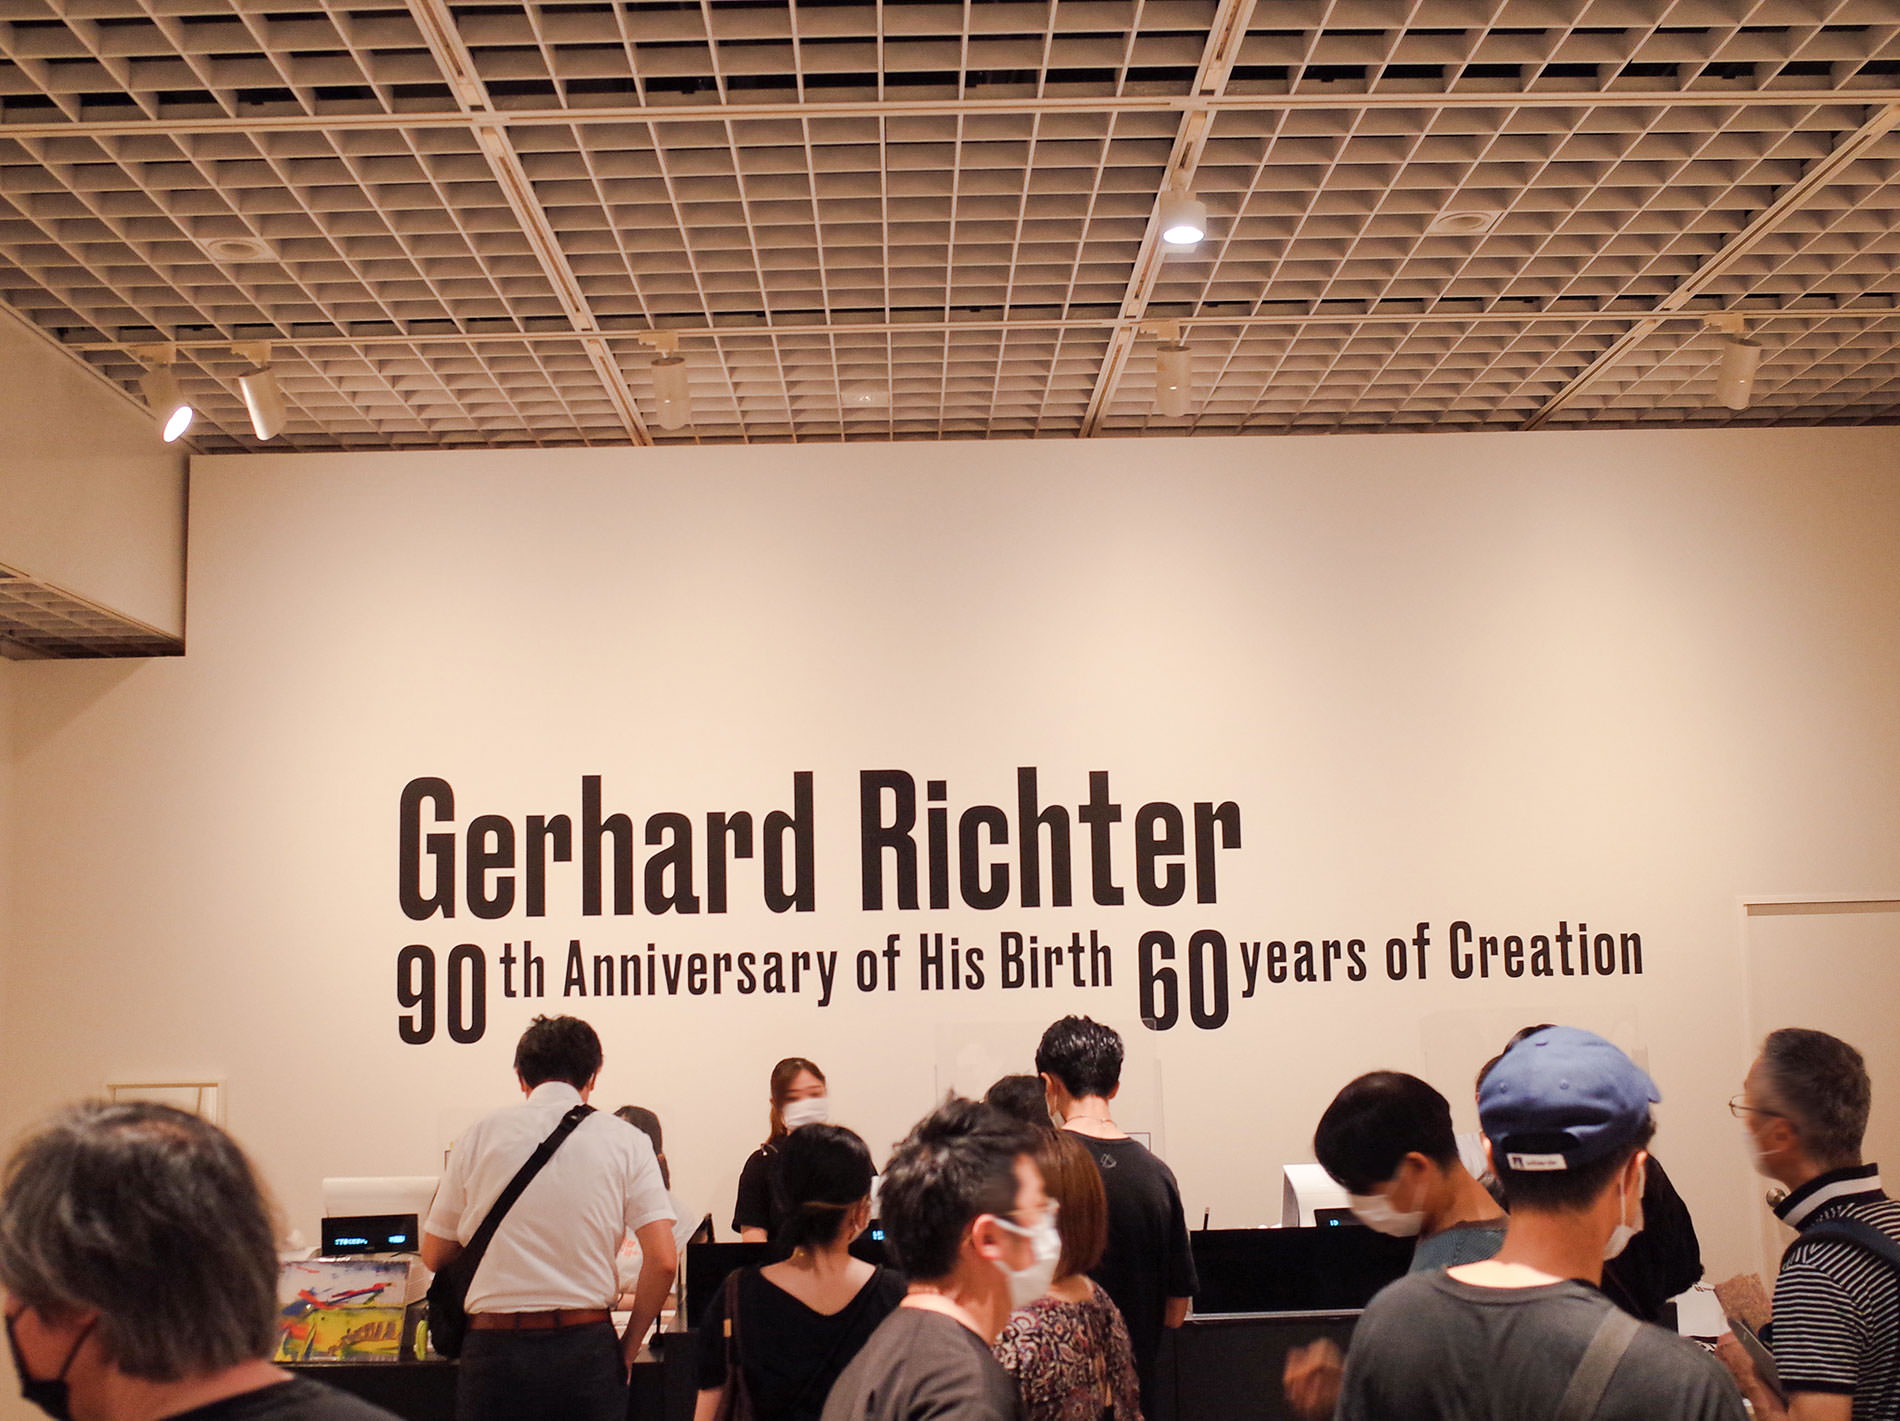 Gerhard Richter
90th Anniversary of His Birth 60 years of Creation